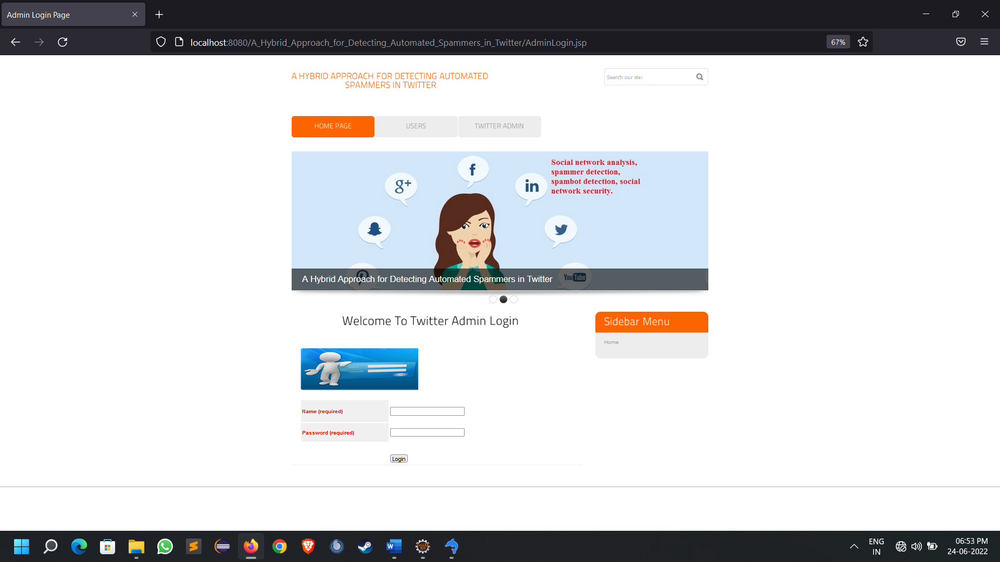 Admin Login Page
localhost:8080/A_Hybrid_Approach_for_Detecting_Automated_Spammers_in_Twitter/AdminLogin.jsp
67%
A HYBRID APPROACH FOR DETECTING AUTOMATED
SPAMMERS IN TWITTER
Search our ste:
HOME PAGE
USERS
TWITTER ADMIN
Social network analysis,
spammer detection,
spambot detection, social
network security.
f
g+
in
You Tube
A Hybrid Approach for Detecting Automated Spammers in Twitter
Welcome To Twitter Admin Login
Sidebar Menu
Home
Name (required)
Password (required)
Login
ENG
IN
06:53 PM
24-06-2022